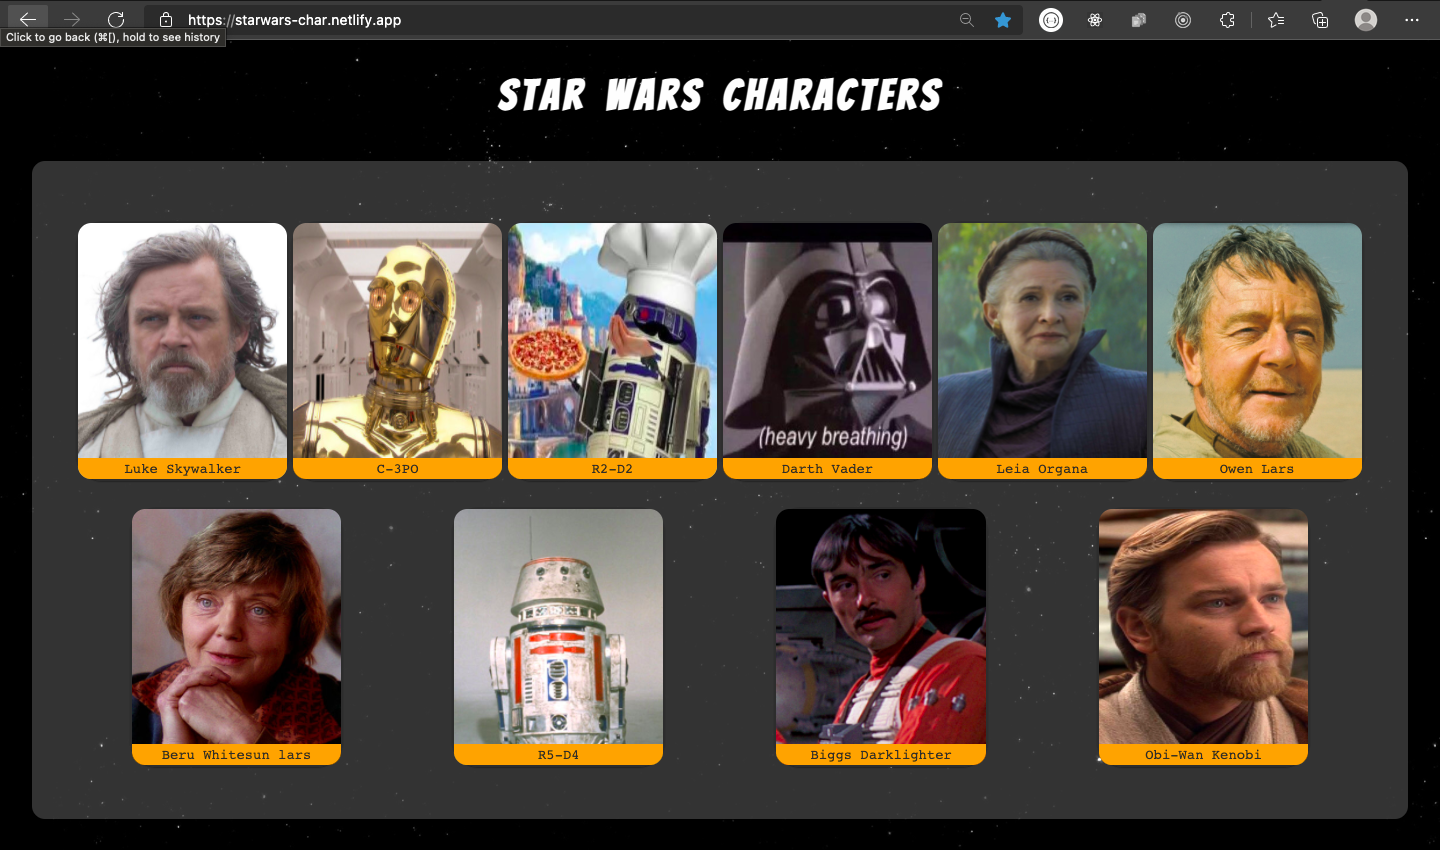 https://starwars-char.netlify.app
Click to go back (⌘[), hold to see history
STAR WARS CHARACTERS
(heavy breathing)
Luke Skywalker
C-3PO
R2-D2
Darth Vader
Leia Organa
Owen Lars
Beru Whitesun lars
R5-D4
Biggs Darklighter
Obi-Wan Kenobi